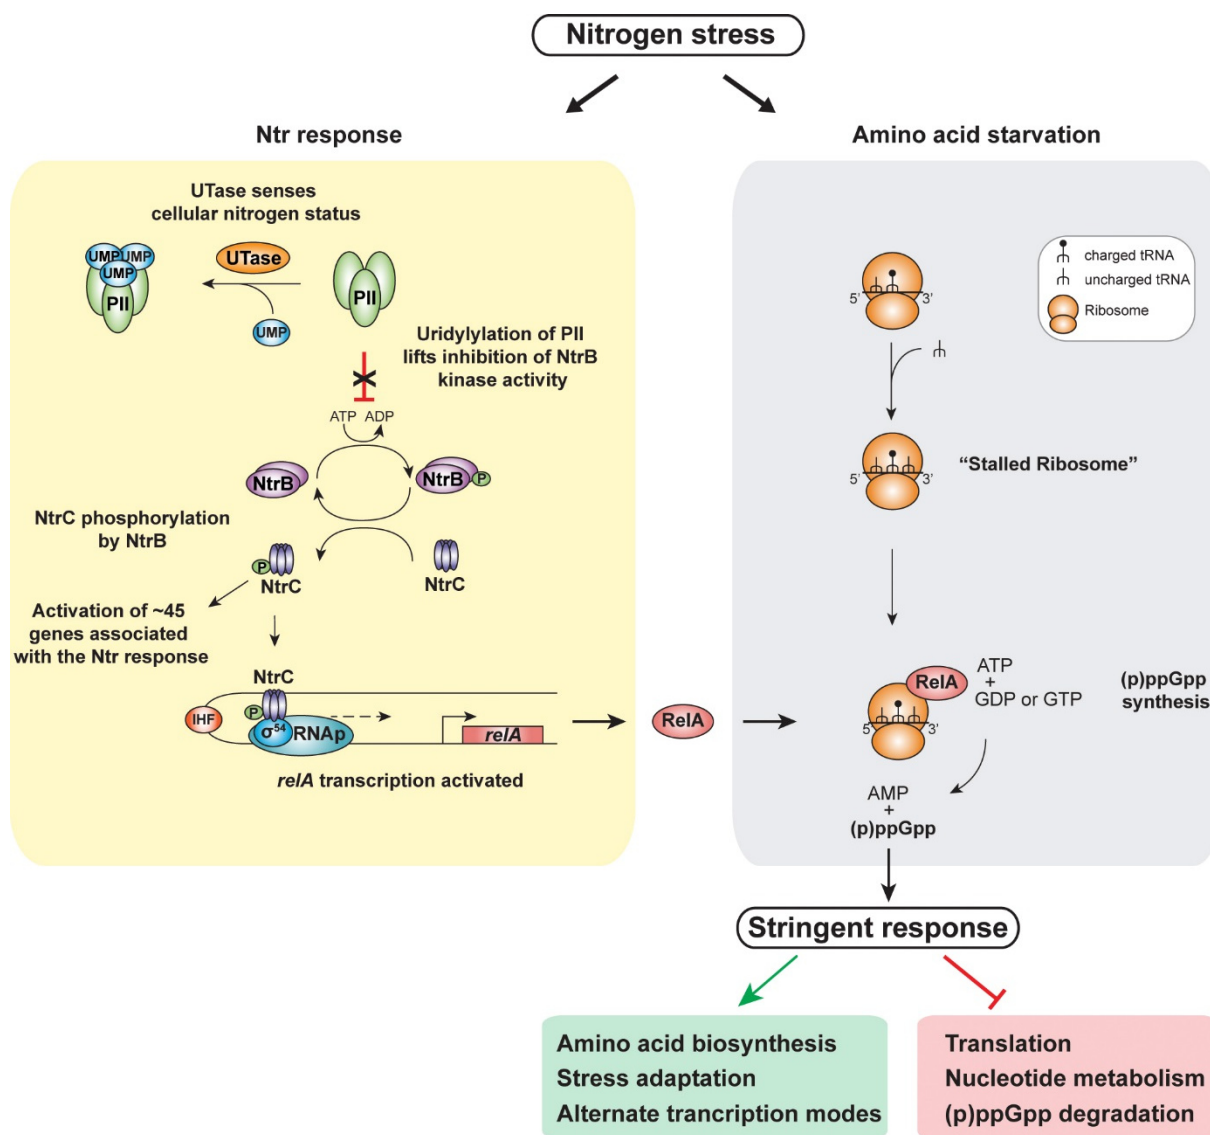 Nitrogen stress
Ntr response
UTase senses
cellular nitrogen status
UMP
UMP
UMP
PII
UTase
UMP
PII
Uridylylation of PII
lifts inhibition of NtrB
kinase activity
ATP
ADP
NtrB
NtrB
P
NtrC phosphorylation
by NtrB
P
NtrC
NtrC
Activation of ~45
genes associated
with the Ntr response
NtrC
P
IHF
σ54
RNAp
relA
relA transcription activated
RelA
Amino acid starvation
charged tRNA
uncharged tRNA
Ribosome
5’
3’
5’
3’
“Stalled Ribosome”
RelA
5’
3’
ATP
+
GDP or GTP
(p)ppGpp
synthesis
AMP
+
(p)ppGpp
Stringent response
Amino acid biosynthesis
Stress adaptation
Alternate trancription modes
Translation
Nucleotide metabolism
(p)ppGpp degradation